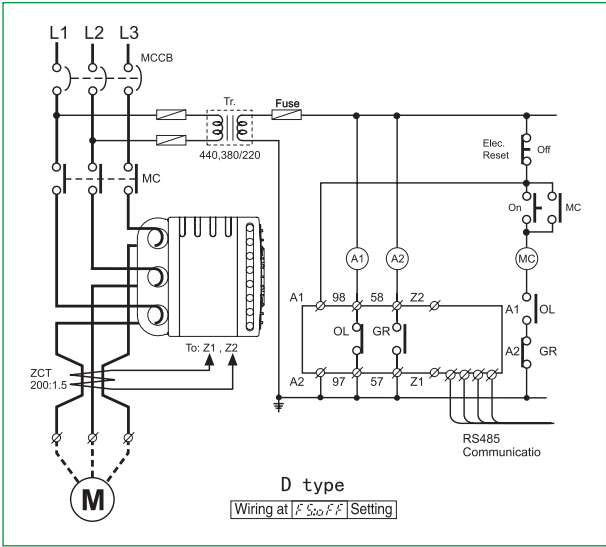 L1 L2 L3
MCCB
Tr.
Fuse
440,380/220
Elec.
Reset
Off
MC
On
MC
A1
A2
MC
A1 98 58 Z2
A1
OL
OL
GR
A2
GR
To: Z1 , Z2
ZCT
200:1.5
A2 97 57 Z1
RS485
Communicatio
M
D type
Wiring at F5:oFF Setting